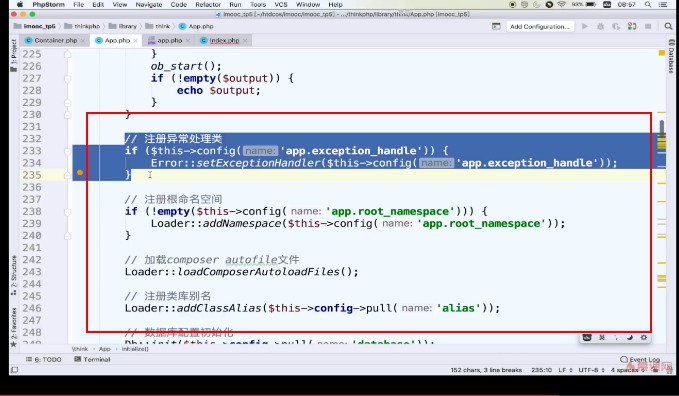 PhpStorm File Edit View Navigate Code Refactor Run Tools VCS Window Help 93% 08:57
imooc_tp5 [~/htdocs/imooc/imooc_tp5] - .../thinkphp/library/think/App.php [imooc_tp5]
imooc_tp5 thinkphp library think App.php Add Configuration...
Container.php App.php app.php index.php
1: Project
Database
225 }
226 ob_start();
227 if (!empty($output)) {
228 echo $output;
229 }
230 }
231
232 // 注册异常处理类
233 if ($this->config( name: 'app.exception_handle')) {
234 Error::setExceptionHandler($this->config( name: 'app.exception_handle'));
235 }
236
237 // 注册根命名空间
238 if (!empty($this->config( name: 'app.root_namespace'))) {
239 Loader::addNamespace($this->config( name: 'app.root_namespace'));
240 }
241
242 // 加载composer autofile文件
243 Loader::loadComposerAutoloadFiles();
244
245 // 注册类库别名
246 Loader::addClassAlias($this->config->pull( name: 'alias'));
247
248 // 数据库配置初始化
249 Db::init($this->config->pull( name: 'database'));
7: Structure
2: Favorites
\think App initialize()
6: TODO Terminal Event Log
152 chars, 3 line breaks 235:10 LF UTF-8 4 spaces